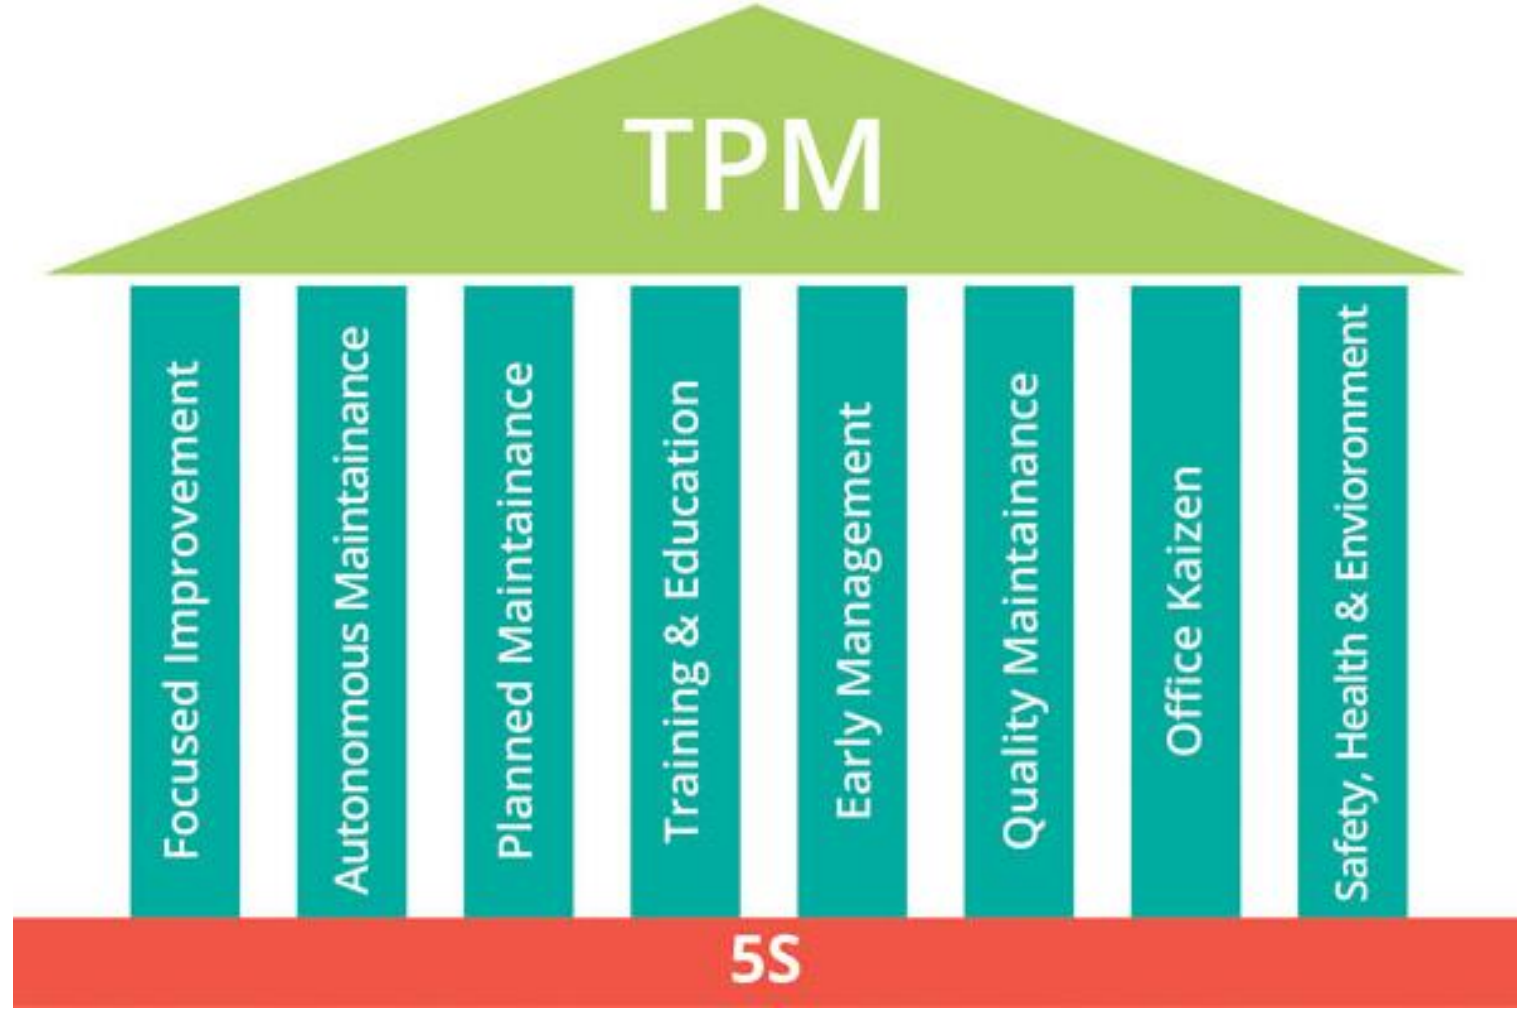 TPM
Focused Improvement
Autonomous Maintainance
Planned Maintainance
Training & Education
Early Management
Quality Maintainance
Office Kaizen
Safety, Health & Envioronment
5S